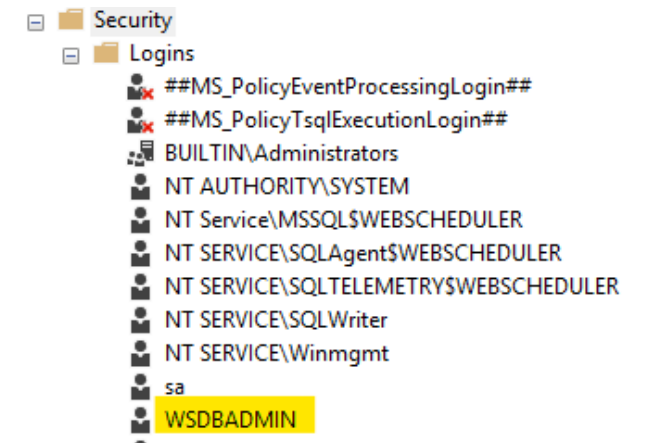 Security
Logins
##MS_PolicyEventProcessingLogin##
##MS_PolicyTsqlExecutionLogin##
BUILTIN\Administrators
NT AUTHORITY\SYSTEM
NT Service\MSSQL$WEBSCHEDULER
NT SERVICE\SQLAgent$WEBSCHEDULER
NT SERVICE\SQLTELEMETRY$WEBSCHEDULER
NT SERVICE\SQLWriter
NT SERVICE\Winmgmt
sa
WSDBADMIN